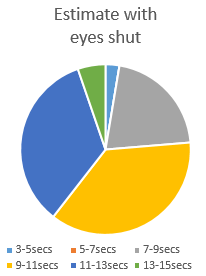 Estimate with
eyes shut
3-5secs 5-7secs 7-9secs
9-11secs 11-13secs 13-15secs